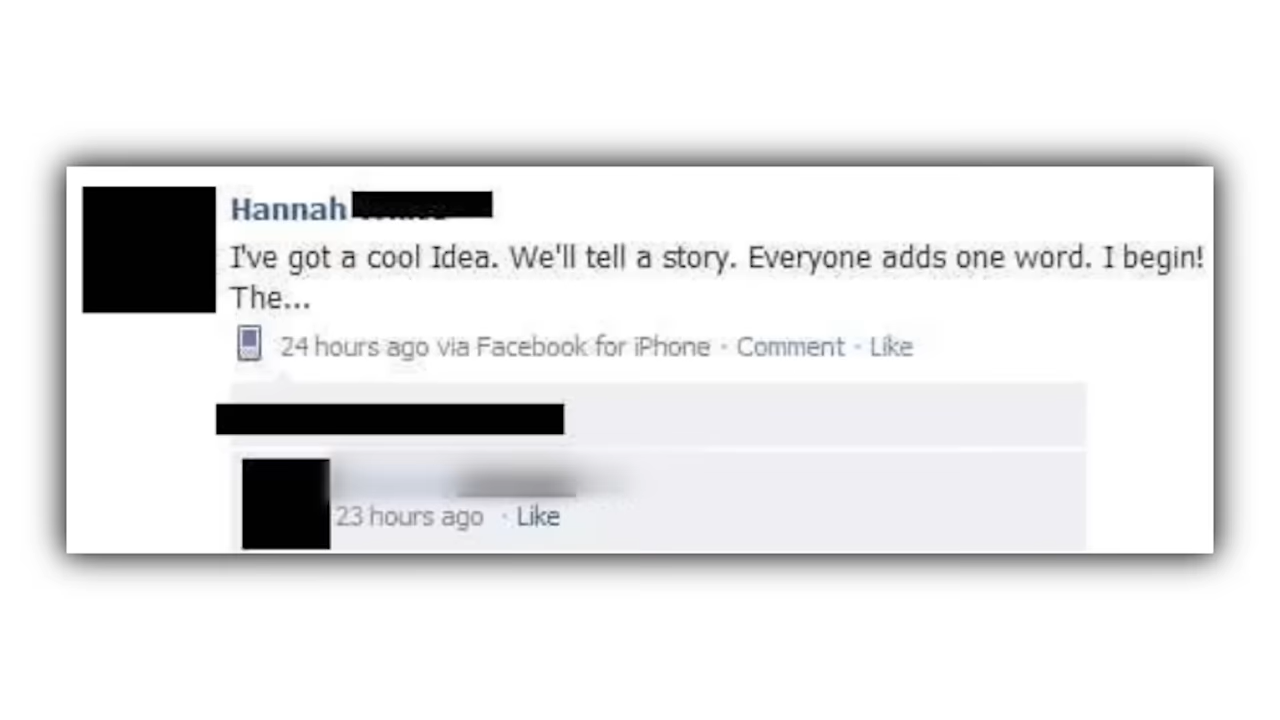 Hannah
I've got a cool Idea. We'll tell a story. Everyone adds one word. I begin!
The...
24 hours ago via Facebook for iPhone · Comment · Like
23 hours ago · Like